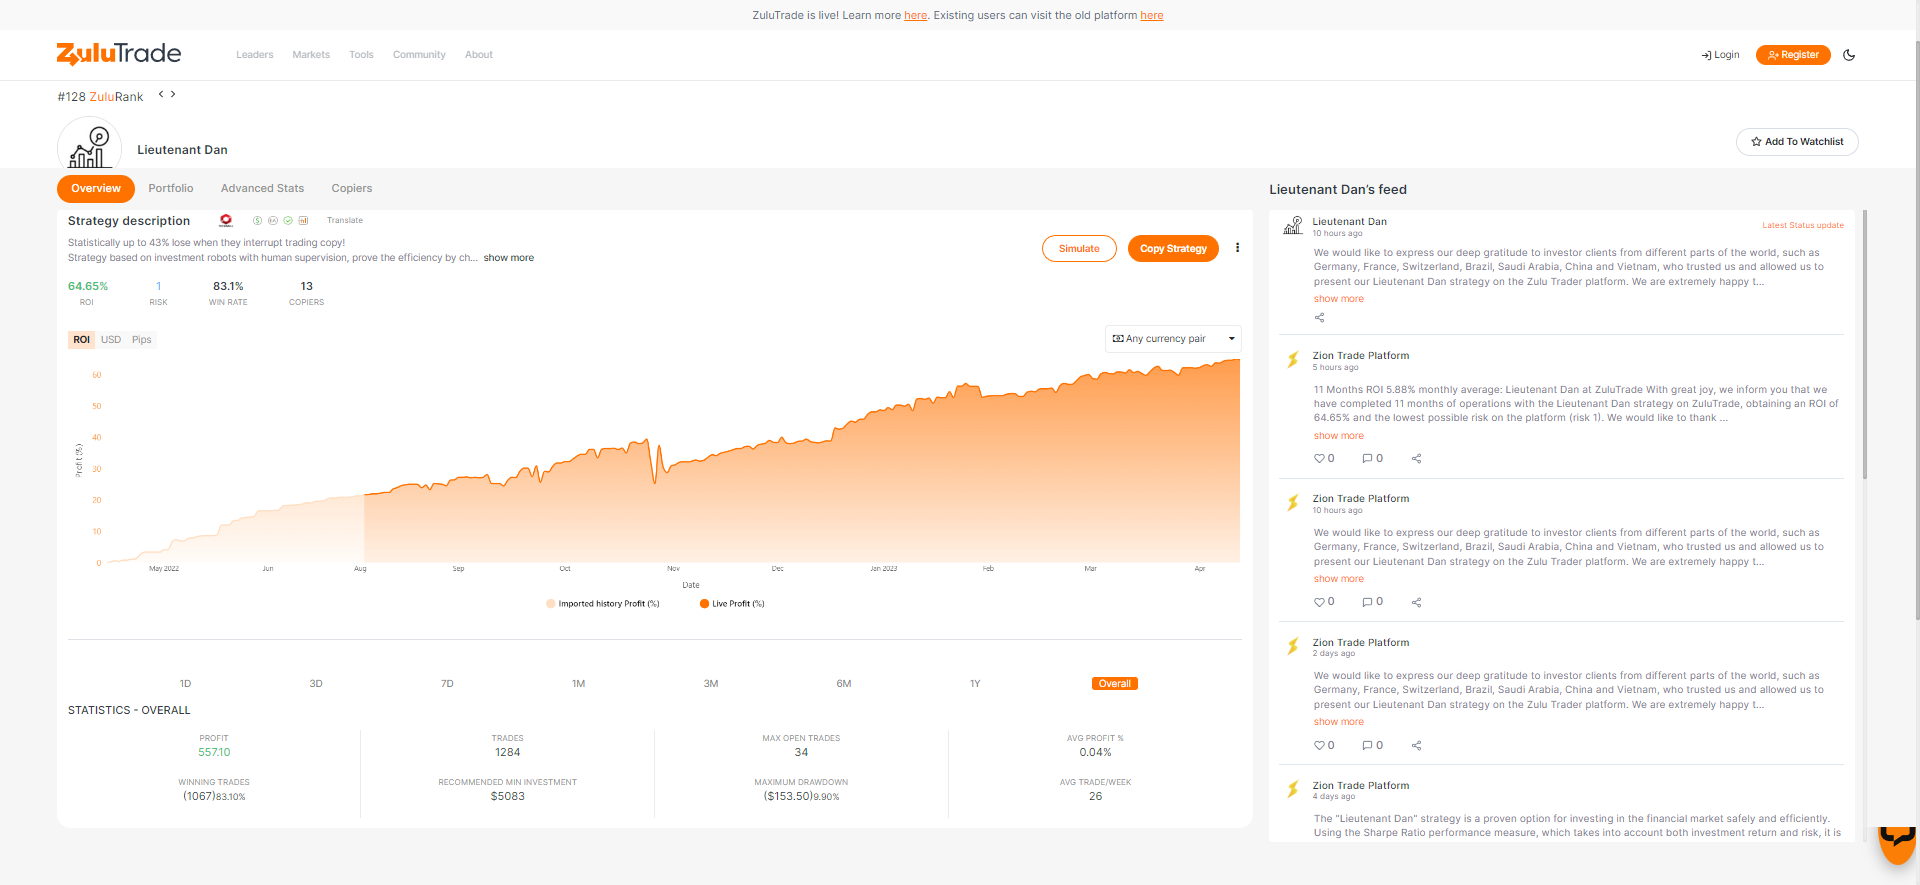 ZuluTrade is live! Learn more here. Existing users can visit the old platform here
ZuluTrade
Leaders Markets Tools Community About
Login
Register
#128 ZuluRank
Lieutenant Dan
Add To Watchlist
Overview Portfolio Advanced Stats Copiers
Strategy description Translate
Statistically up to 43% lose when they interrupt trading copy!
Strategy based on investment robots with human supervision, prove the efficiency by ch... show more
Simulate
Copy Strategy
64.65% 1 83.1% 13
ROI RISK WIN RATE COPIERS
ROI USD Pips
Any currency pair
60
50
40
30
20
10
0
Profit (%)
May 2022 Jun Aug Sep Oct Nov Dec Jan 2023 Feb Mar Apr
Date
Imported history Profit (%) Live Profit (%)
1D 3D 7D 1M 3M 6M 1Y Overall
STATISTICS - OVERALL
PROFIT TRADES MAX OPEN TRADES AVG PROFIT %
557.10 1284 34 0.04%
WINNING TRADES RECOMMENDED MIN INVESTMENT MAXIMUM DRAWDOWN AVG TRADE/WEEK
(1067)83.10% $5083 ($153.50)9.90% 26
Lieutenant Dan's feed
Lieutenant Dan
10 hours ago
Latest Status update
We would like to express our deep gratitude to investor clients from different parts of the world, such as
Germany, France, Switzerland, Brazil, Saudi Arabia, China and Vietnam, who trusted us and allowed us to
present our Lieutenant Dan strategy on the Zulu Trader platform. We are extremely happy t...
show more
Zion Trade Platform
5 hours ago
11 Months ROI 5.88% monthly average: Lieutenant Dan at ZuluTrade With great joy, we inform you that we
have completed 11 months of operations with the Lieutenant Dan strategy on ZuluTrade, obtaining an ROI of
64.65% and the lowest possible risk on the platform (risk 1). We would like to thank ...
show more
0 0
Zion Trade Platform
10 hours ago
We would like to express our deep gratitude to investor clients from different parts of the world, such as
Germany, France, Switzerland, Brazil, Saudi Arabia, China and Vietnam, who trusted us and allowed us to
present our Lieutenant Dan strategy on the Zulu Trader platform. We are extremely happy t...
show more
0 0
Zion Trade Platform
2 days ago
We would like to express our deep gratitude to investor clients from different parts of the world, such as
Germany, France, Switzerland, Brazil, Saudi Arabia, China and Vietnam, who trusted us and allowed us to
present our Lieutenant Dan strategy on the Zulu Trader platform. We are extremely happy t...
show more
0 0
Zion Trade Platform
4 days ago
The "Lieutenant Dan" strategy is a proven option for investing in the financial market safely and efficiently.
Using the Sharpe Ratio performance measure, which takes into account both investment return and risk, it is